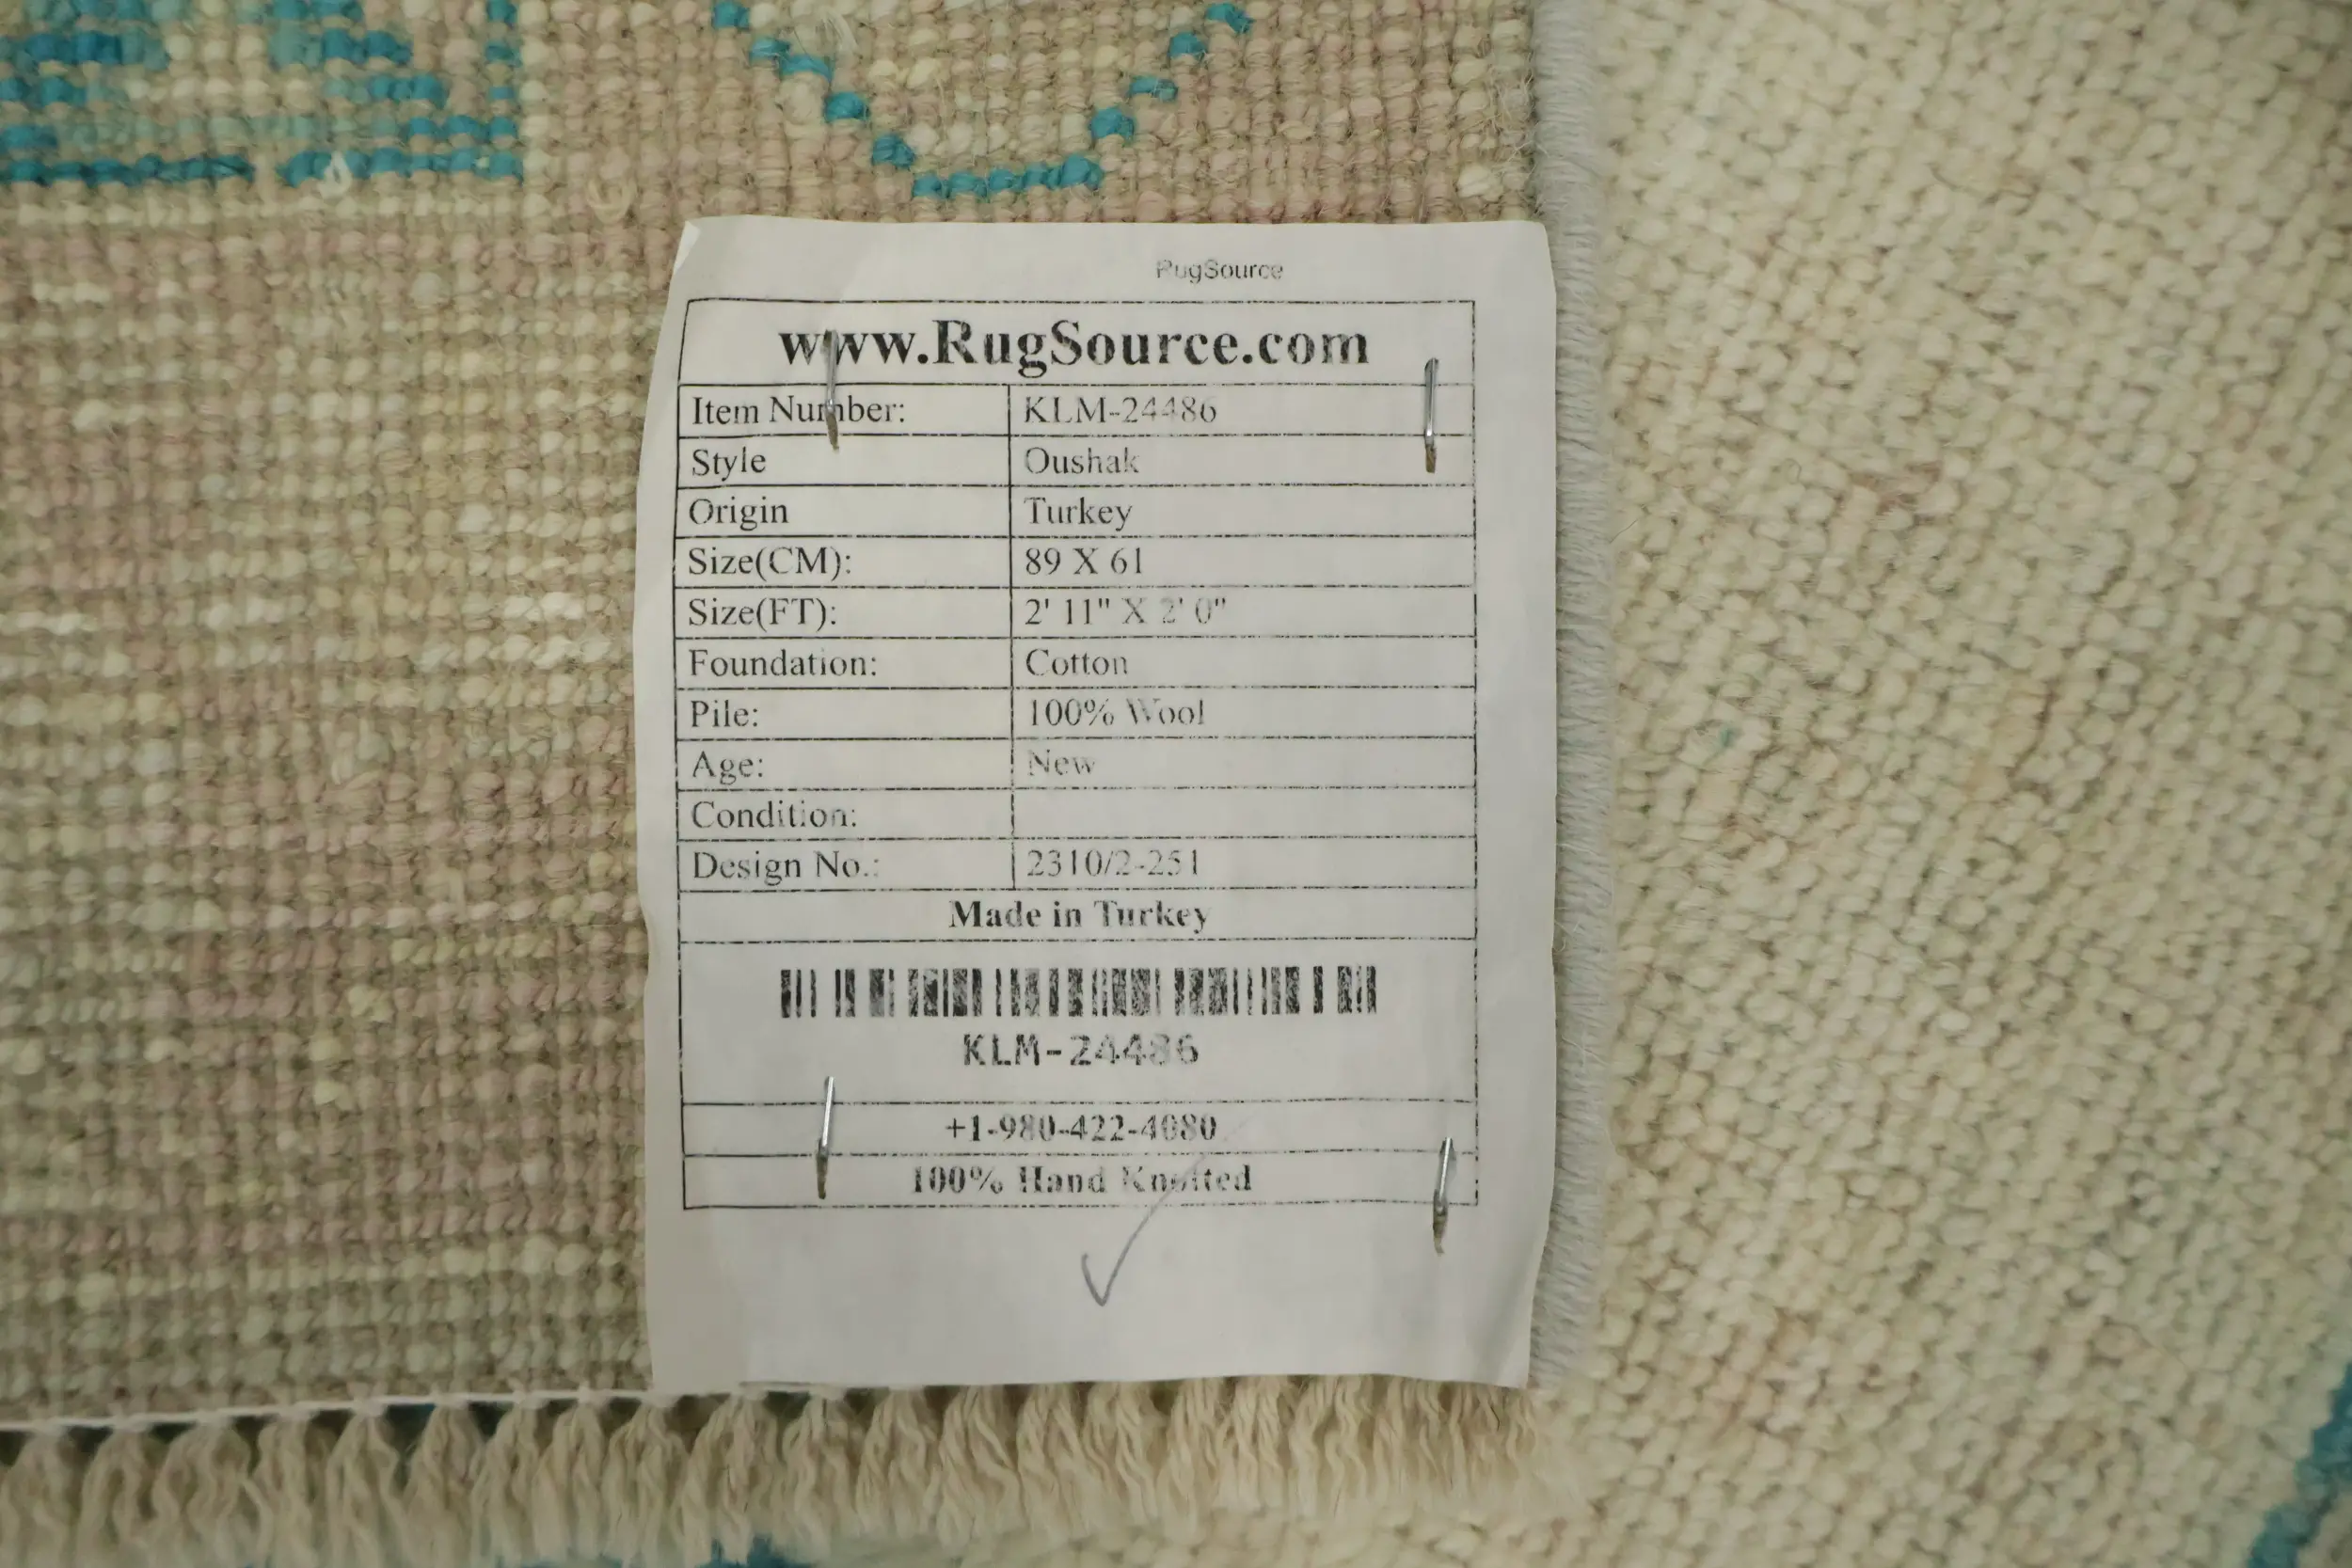 RugSource
www.RugSource.com
Item Number: KLM-24486
Style Oushak
Origin Turkey
Size(CM): 89 X 61
Size(FT): 2' 11" X 2' 0"
Foundation: Cotton
Pile: 100% Wool
Age: New
Condition:
Design No.: 2310/2-251
Made in Turkey
KLM-24486
+1-980-422-4080
100% Hand Knotted